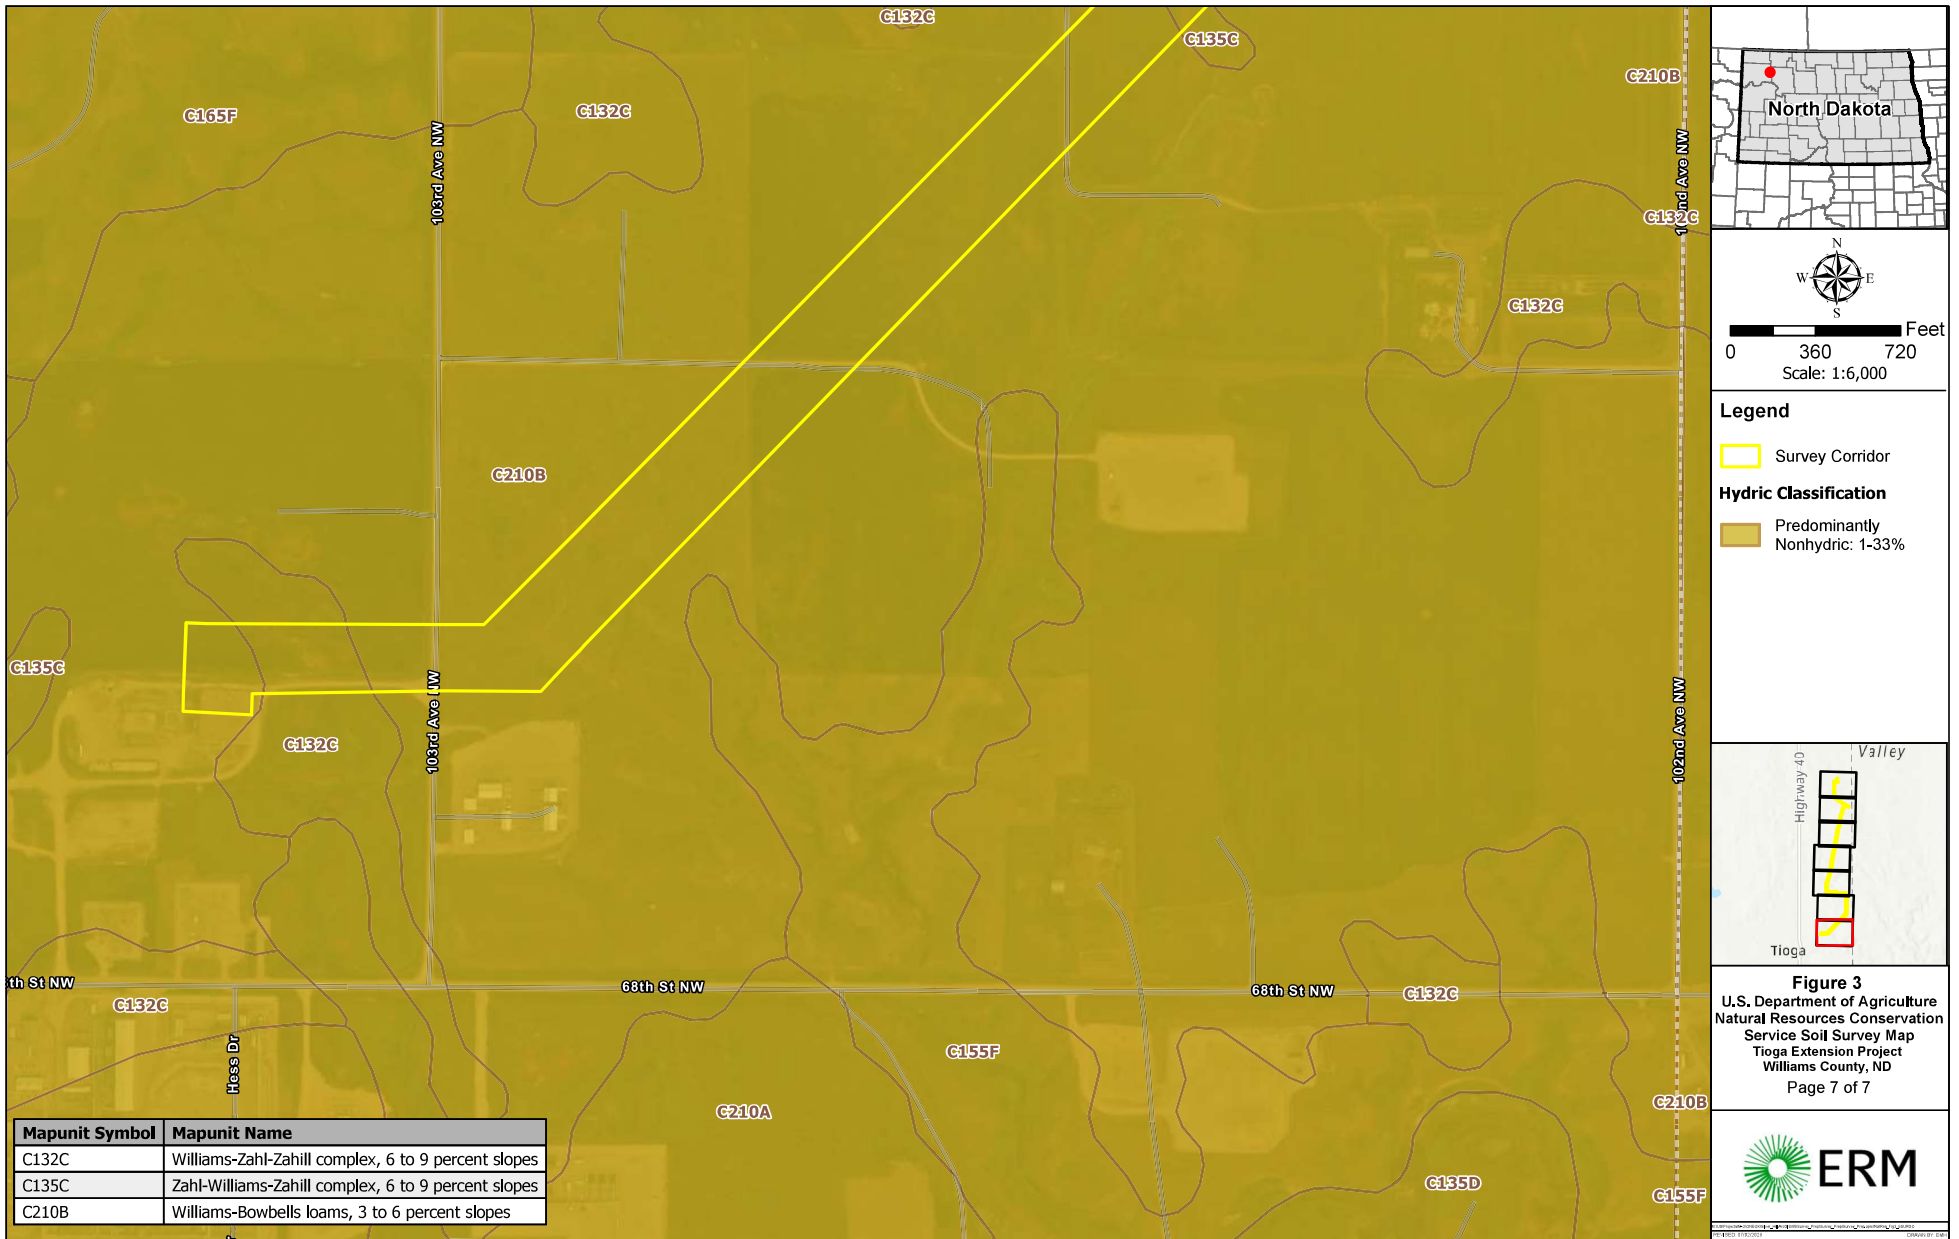 C132C
C135C
C210B
C165F
C132C
103rd Ave NW
C132C
C132C
C210B
C135C
C132C
103rd Ave NW
102nd Ave NW
68th St NW
68th St NW
C132C
C132C
Hess Dr
C155F
C210A
C210B
C135D
C155F
Mapunit Symbol Mapunit Name
C132C Williams-Zahl-Zahill complex, 6 to 9 percent slopes
C135C Zahl-Williams-Zahill complex, 6 to 9 percent slopes
C210B Williams-Bowbells loams, 3 to 6 percent slopes
North Dakota
N
W E
S
Feet
0 360 720
Scale: 1:6,000
Legend
Survey Corridor
Hydric Classification
Predominantly
Nonhydric: 1-33%
Valley
Highway 40
Tioga
Figure 3
U.S. Department of Agriculture
Natural Resources Conservation
Service Soil Survey Map
Tioga Extension Project
Williams County, ND
Page 7 of 7
ERM